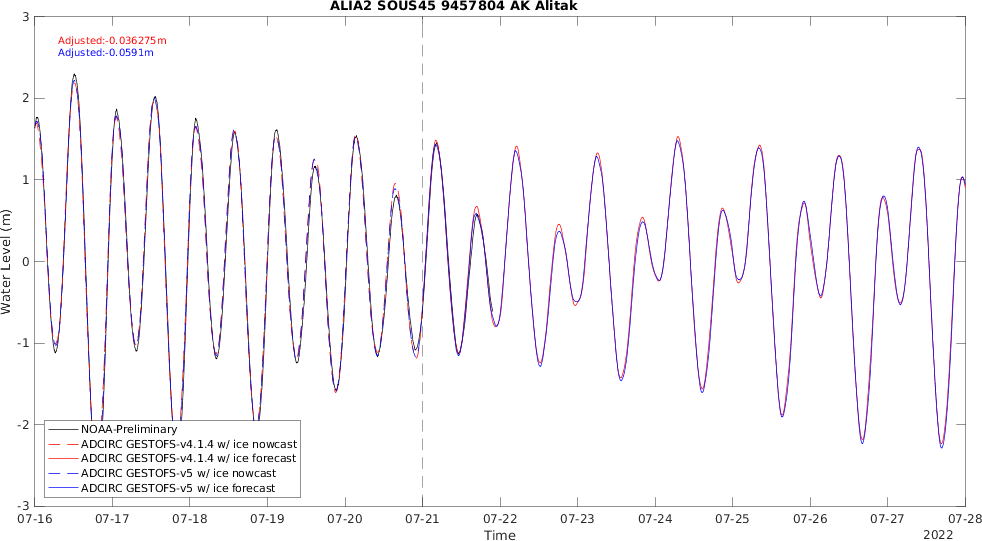 ALIA2 SOUS45 9457804 AK Alitak
Adjusted:-0.036275m
Adjusted:-0.0591m
3
2
1
0
-1
-2
-3
Water Level (m)
NOAA-Preliminary
ADCIRC GESTOFS-v4.1.4 w/ ice nowcast
ADCIRC GESTOFS-v4.1.4 w/ ice forecast
ADCIRC GESTOFS-v5 w/ ice nowcast
ADCIRC GESTOFS-v5 w/ ice forecast
07-16 07-17 07-18 07-19 07-20 07-21 07-22 07-23 07-24 07-25 07-26 07-27 07-28
Time
2022